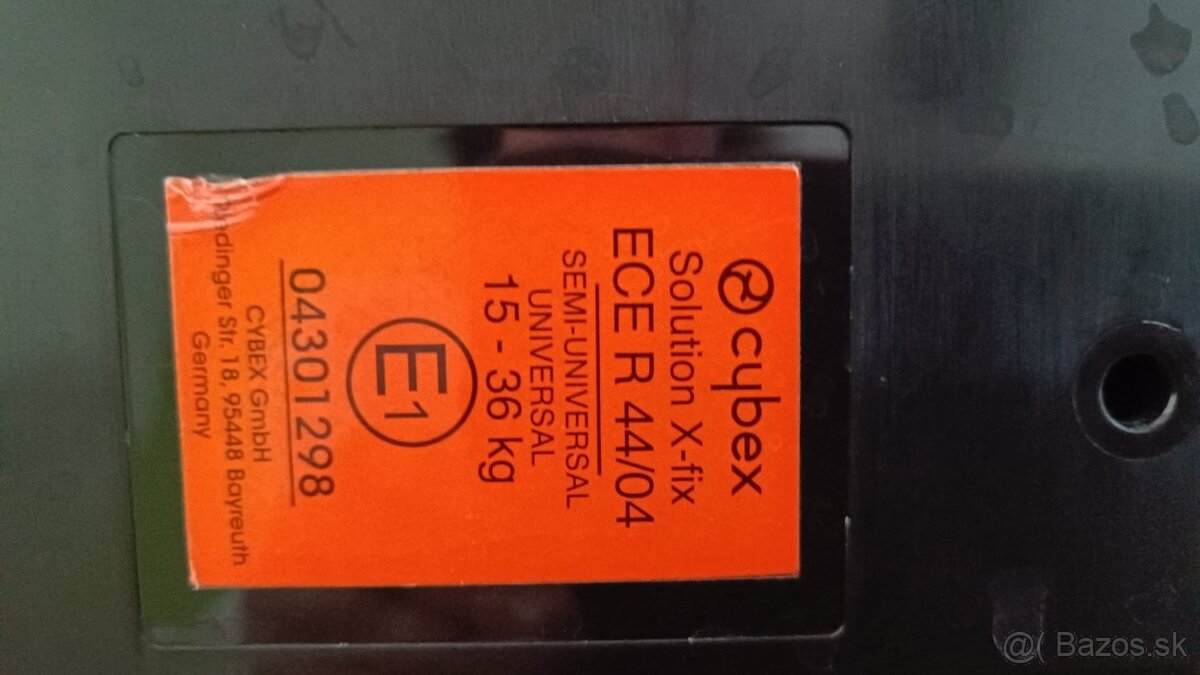 cybex
Solution X-fix
ECE R 44/04
SEMI-UNIVERSAL
UNIVERSAL
15 - 36 kg
E1
04301298
CYBEX GmbH
Str. 18, 95448 Bayreuth
Germany
@( Bazos.sk